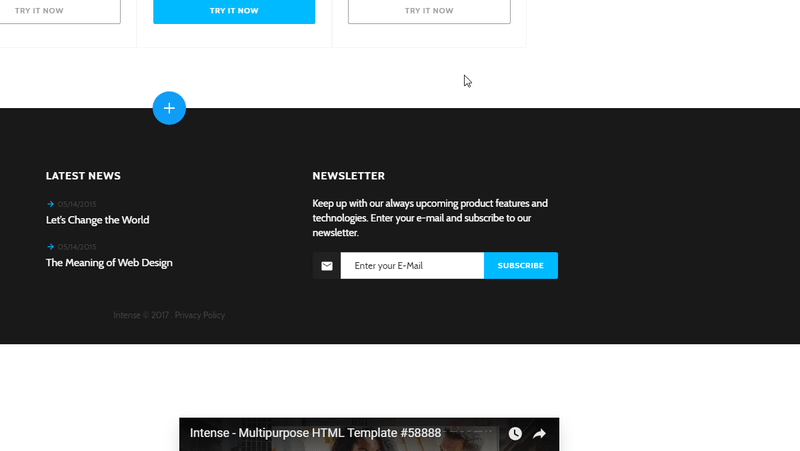 TRY IT NOW
TRY IT NOW
TRY IT NOW
LATEST NEWS
05/14/2015
Let's Change the World
05/14/2015
The Meaning of Web Design
NEWSLETTER
Keep up with our always upcoming product features and
technologies. Enter your e-mail and subscribe to our
newsletter.
Enter your E-Mail
SUBSCRIBE
Intense © 2017 . Privacy Policy
Intense - Multipurpose HTML Template #58888